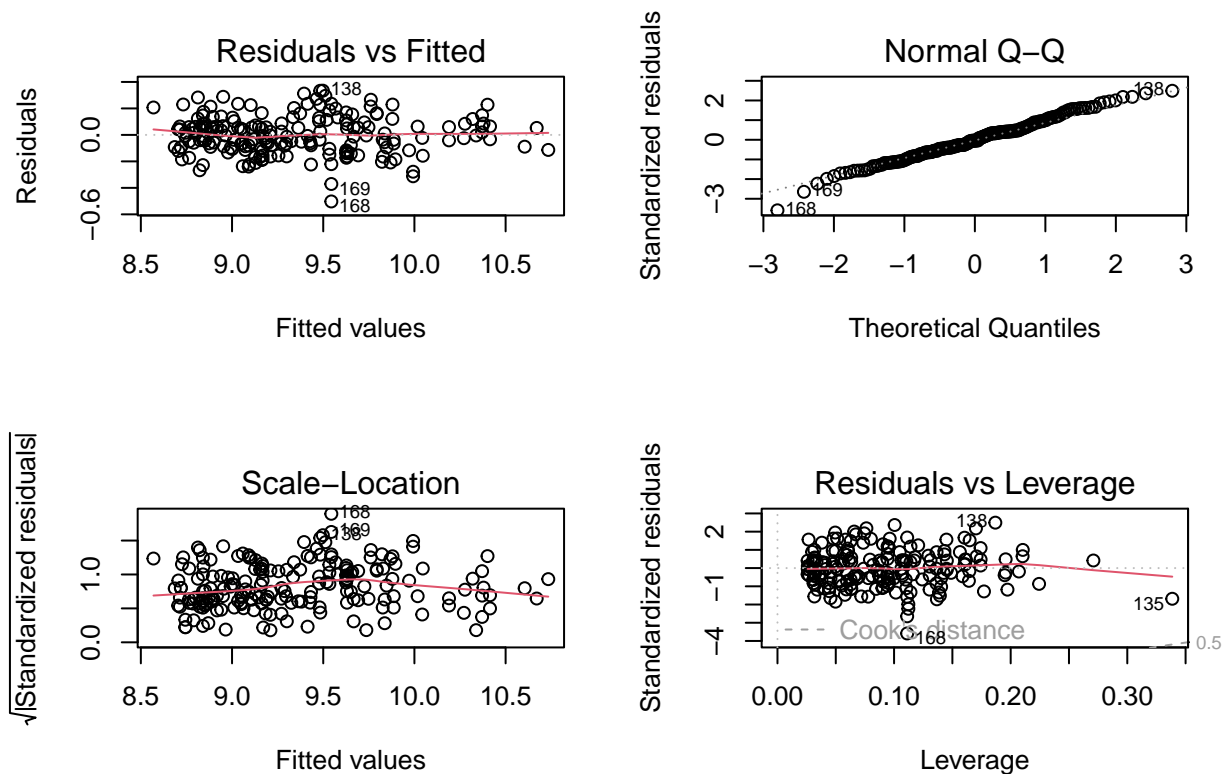 Residuals vs Fitted
Residuals
0.0
−0.6
138
169
168
8.5 9.0 9.5 10.0 10.5
Fitted values
Normal Q−Q
Standardized residuals
2
0
−3
138
169
168
−3 −2 −1 0 1 2 3
Theoretical Quantiles
Scale−Location
√|Standardized residuals|
1.0
0.0
168
169
138
8.5 9.0 9.5 10.0 10.5
Fitted values
Residuals vs Leverage
Standardized residuals
2
−1
−4
138
135
168
Cook's distance
0.5
0.00 0.10 0.20 0.30
Leverage